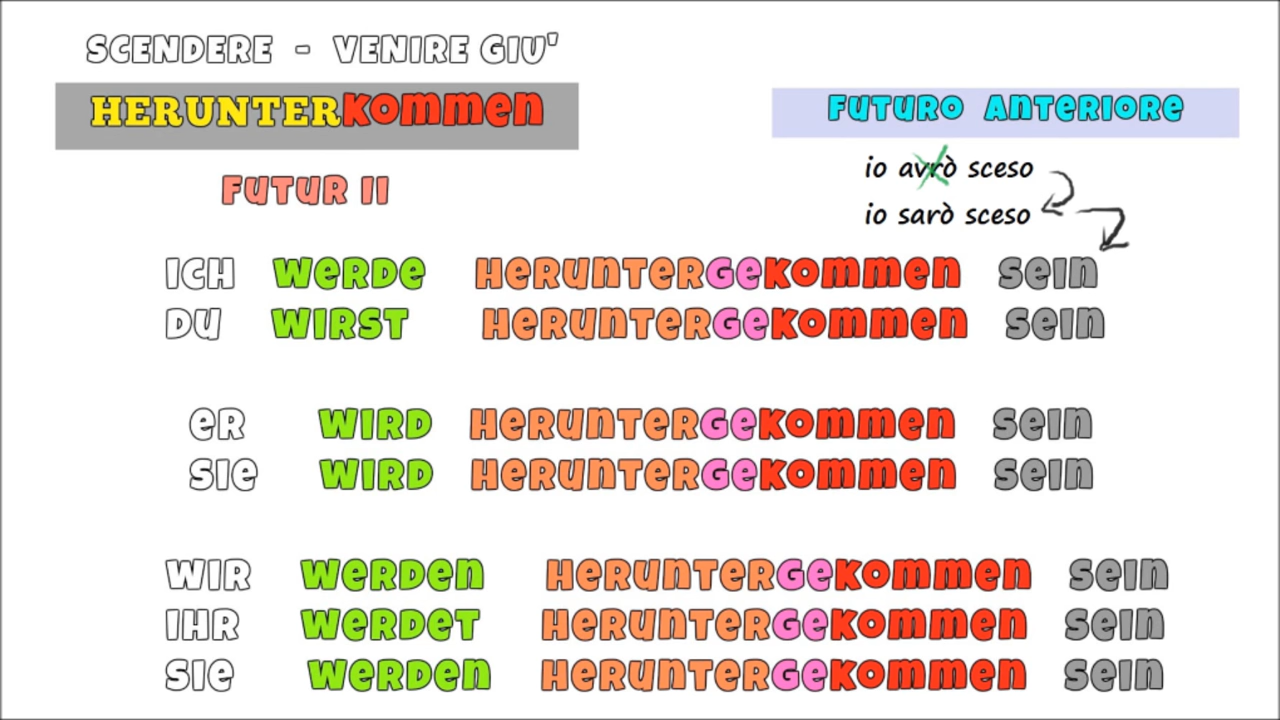 SCENDERE - VENIRE GIU'
HERUNTERKOMMEN
FUTURO ANTERIORE
io avrò sceso
FUTUR II
io sarò sceso
ICH WERDE HERUNTERGEKOMMEN SEIN
DU WIRST HERUNTERGEKOMMEN SEIN
ER WIRD HERUNTERGEKOMMEN SEIN
SIE WIRD HERUNTERGEKOMMEN SEIN
WIR WERDEN HERUNTERGEKOMMEN SEIN
IHR WERDET HERUNTERGEKOMMEN SEIN
SIE WERDEN HERUNTERGEKOMMEN SEIN